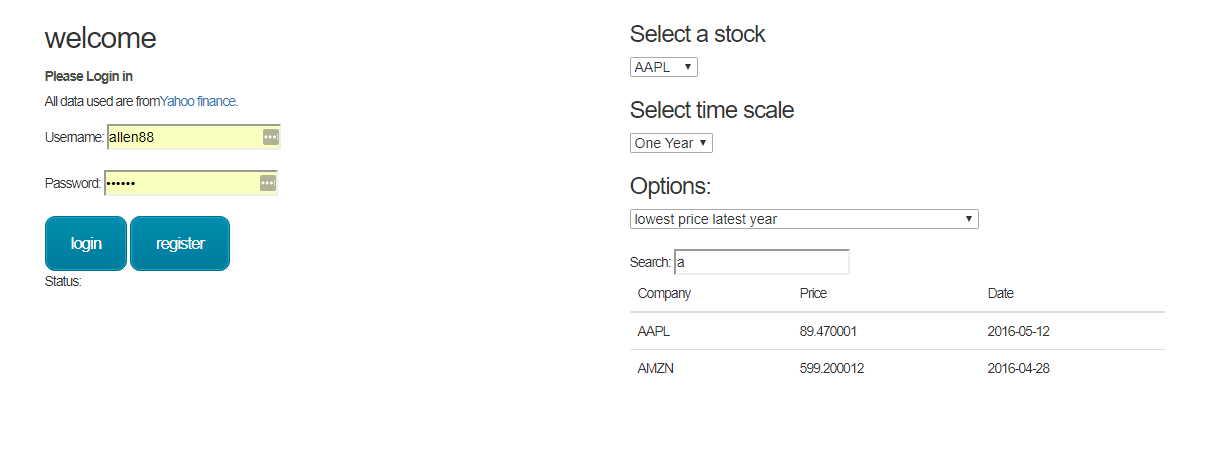 welcome
Please Login in
All data used are fromYahoo finance.
Username: allen88
Password: ••••••
login register
Status:
Select a stock
AAPL
Select time scale
One Year
Options:
lowest price latest year
Search: a
Company Price Date
AAPL 89.470001 2016-05-12
AMZN 599.200012 2016-04-28